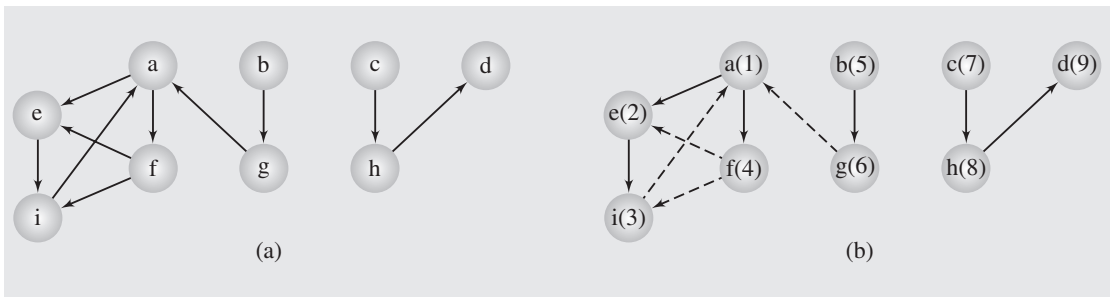 a b c d
e
f g h
i
(a)
a(1) b(5) c(7) d(9)
e(2)
f(4) g(6) h(8)
i(3)
(b)